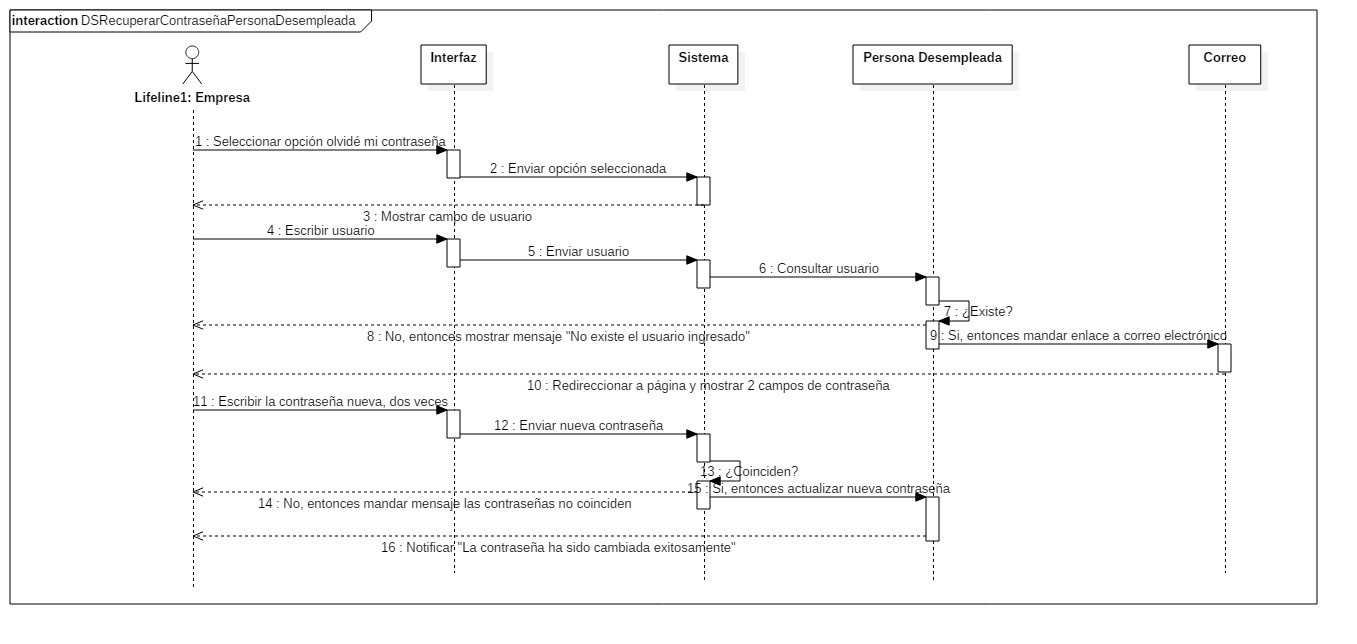 interaction DSRecuperarContraseñaPersonaDesempleada
Interfaz
Sistema
Persona Desempleada
Correo
Lifeline1: Empresa
1 : Seleccionar opción olvidé mi contraseña
2 : Enviar opción seleccionada
3 : Mostrar campo de usuario
4 : Escribir usuario
5 : Enviar usuario
6 : Consultar usuario
7 : ¿Existe?
8 : No, entonces mostrar mensaje "No existe el usuario ingresado"
9 : Si, entonces mandar enlace a correo electrónico
10 : Redireccionar a página y mostrar 2 campos de contraseña
11 : Escribir la contraseña nueva, dos veces
12 : Enviar nueva contraseña
13 : ¿Coinciden?
15 : Si, entonces actualizar nueva contraseña
14 : No, entonces mandar mensaje las contraseñas no coinciden
16 : Notificar "La contraseña ha sido cambiada exitosamente"